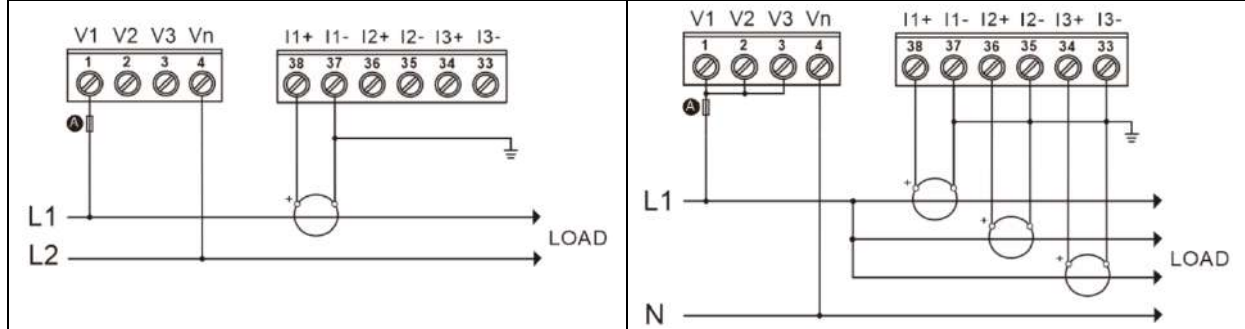 V1 V2 V3 Vn I1+ I1- I2+ I2- I3+ I3-
1 2 3 4 38 37 36 35 34 33
A
+
L1
LOAD
L2
V1 V2 V3 Vn I1+ I1- I2+ I2- I3+ I3-
1 2 3 4 38 37 36 35 34 33
A
+
L1
+
+
LOAD
N